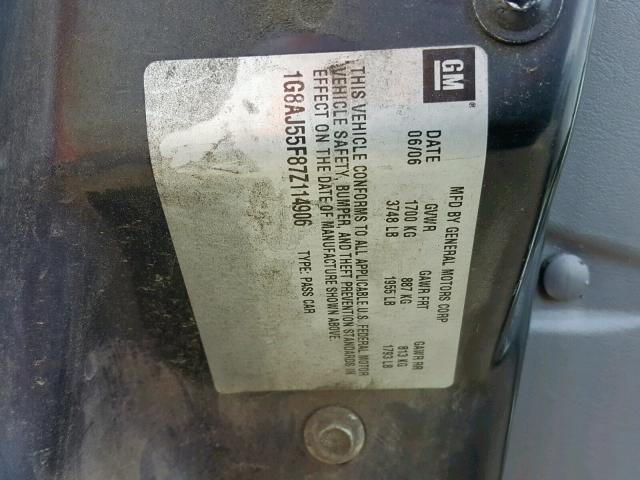 GM ®
MFD BY GENERAL MOTORS CORP
DATE GVWR GAWR FRT GAWR RR
06/06 1700 KG 887 KG 813 KG
3748 LB 1955 LB 1793 LB
THIS VEHICLE CONFORMS TO ALL APPLICABLE U.S. FEDERAL MOTOR
VEHICLE SAFETY, BUMPER, AND THEFT PREVENTION STANDARDS IN
EFFECT ON THE DATE OF MANUFACTURE SHOWN ABOVE.
1G8AJ55F87Z114906 TYPE: PASS CAR